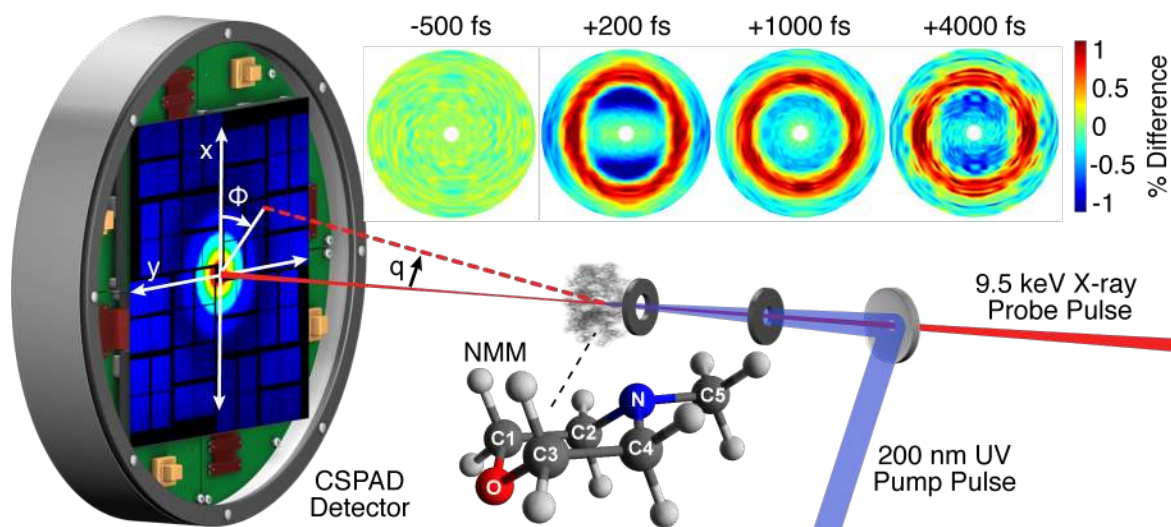 -500 fs
+200 fs
+1000 fs
+4000 fs
1
0.5
0
-0.5
-1
% Difference
x
Φ
y
q
9.5 keV X-ray
Probe Pulse
NMM
N
C5
C1
C2
C3
C4
O
CSPAD
Detector
200 nm UV
Pump Pulse